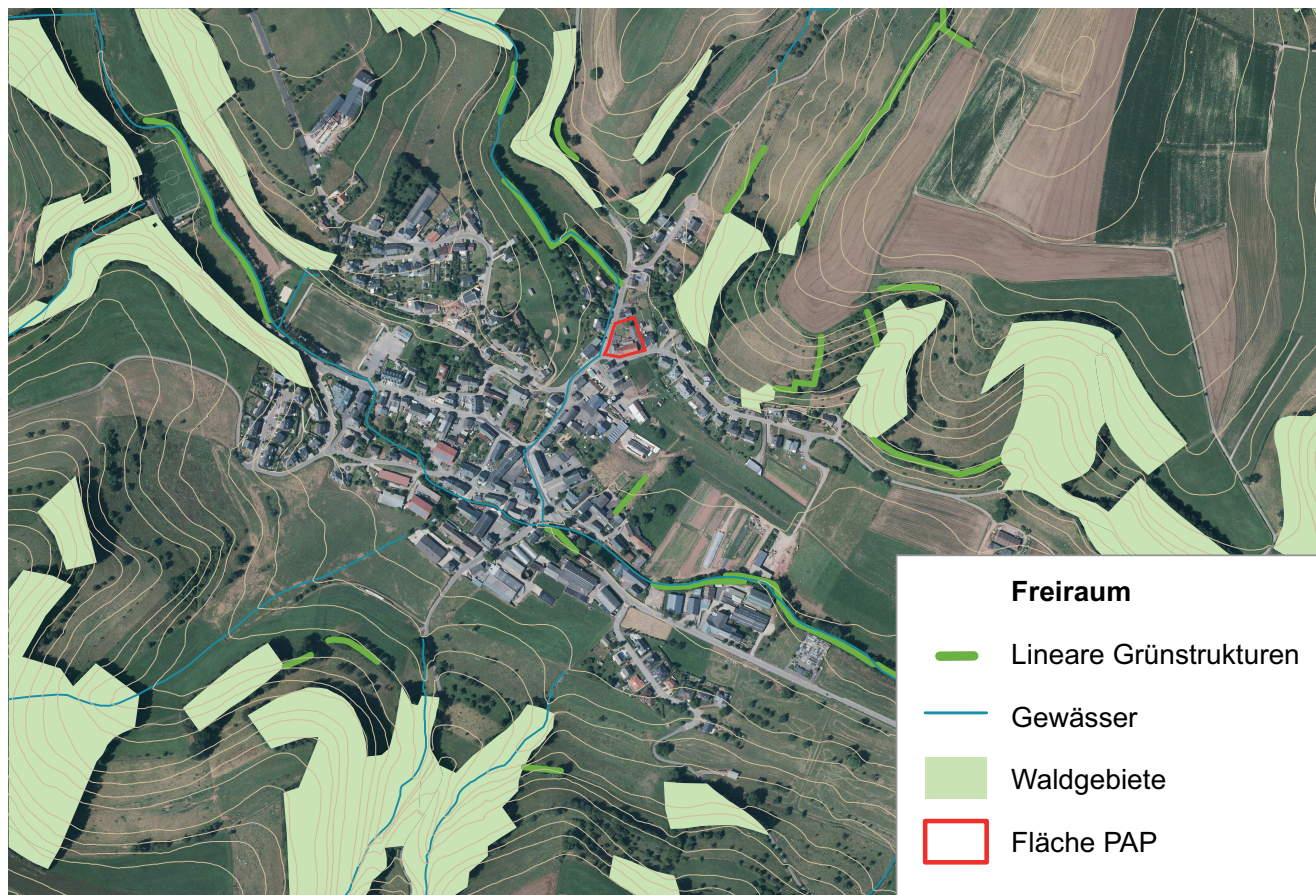 Freiraum
Lineare Grünstrukturen
Gewässer
Waldgebiete
Fläche PAP